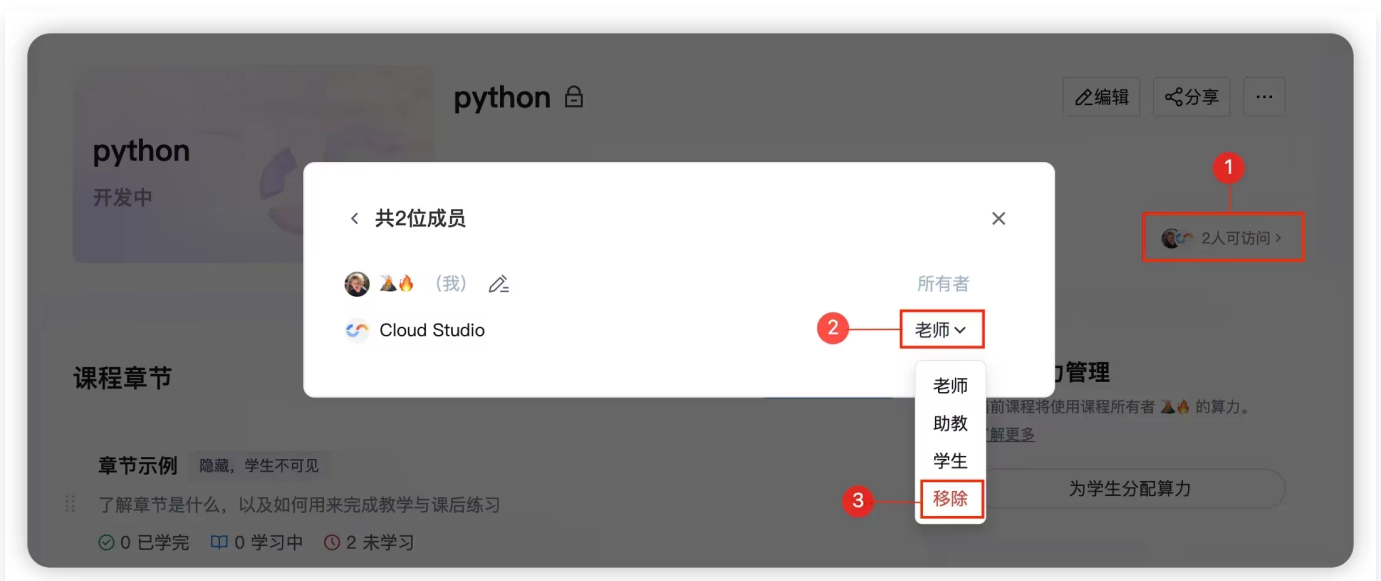 python
编辑
分享
...
python
开发中
1
2人可访问 >
共2位成员
(我)
所有者
Cloud Studio
2
老师
老师
助教
学生
3
移除
课程章节
管理
前课程将使用课程所有者 的算力。
解更多
为学生分配算力
章节示例 隐藏，学生不可见
了解章节是什么，以及如何用来完成教学与课后练习
0 已学完 0 学习中 2 未学习